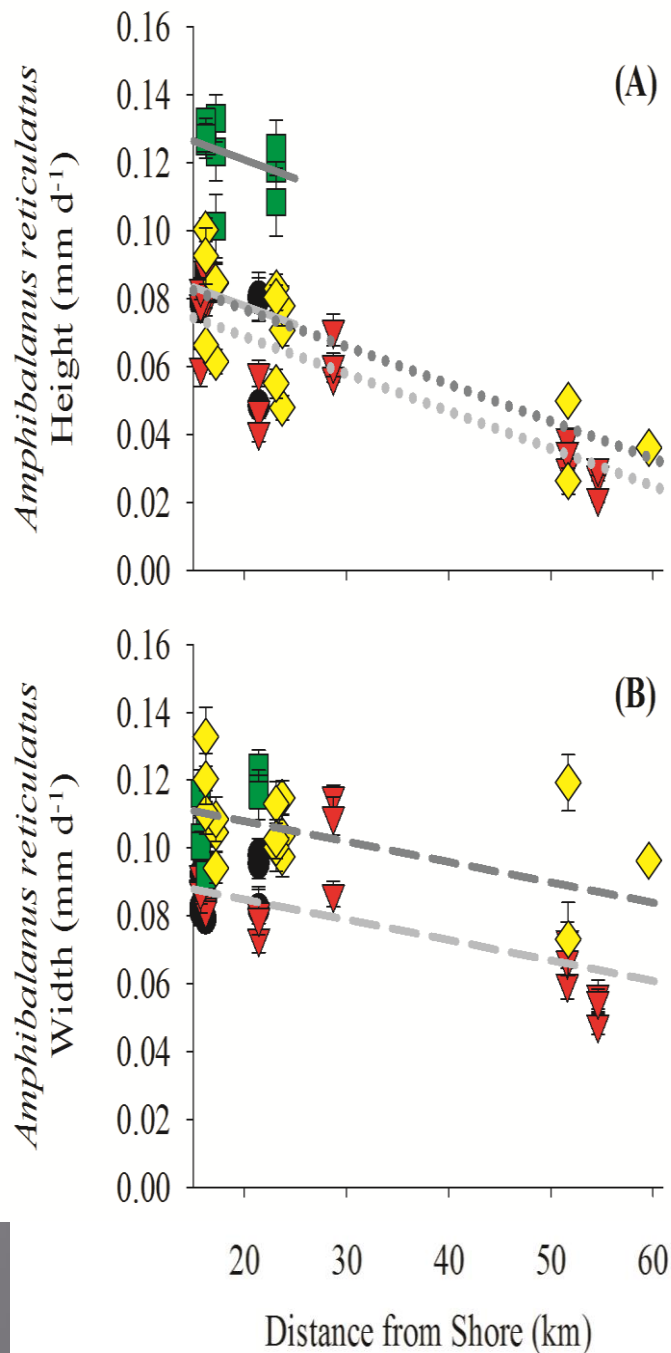 Amphibalanus reticulatus
Height (mm d⁻¹)
(A)
0.16
0.14
0.12
0.10
0.08
0.06
0.04
0.02
0.00
Amphibalanus reticulatus
Width (mm d⁻¹)
(B)
0.16
0.14
0.12
0.10
0.08
0.06
0.04
0.02
0.00
20 30 40 50 60
Distance from Shore (km)